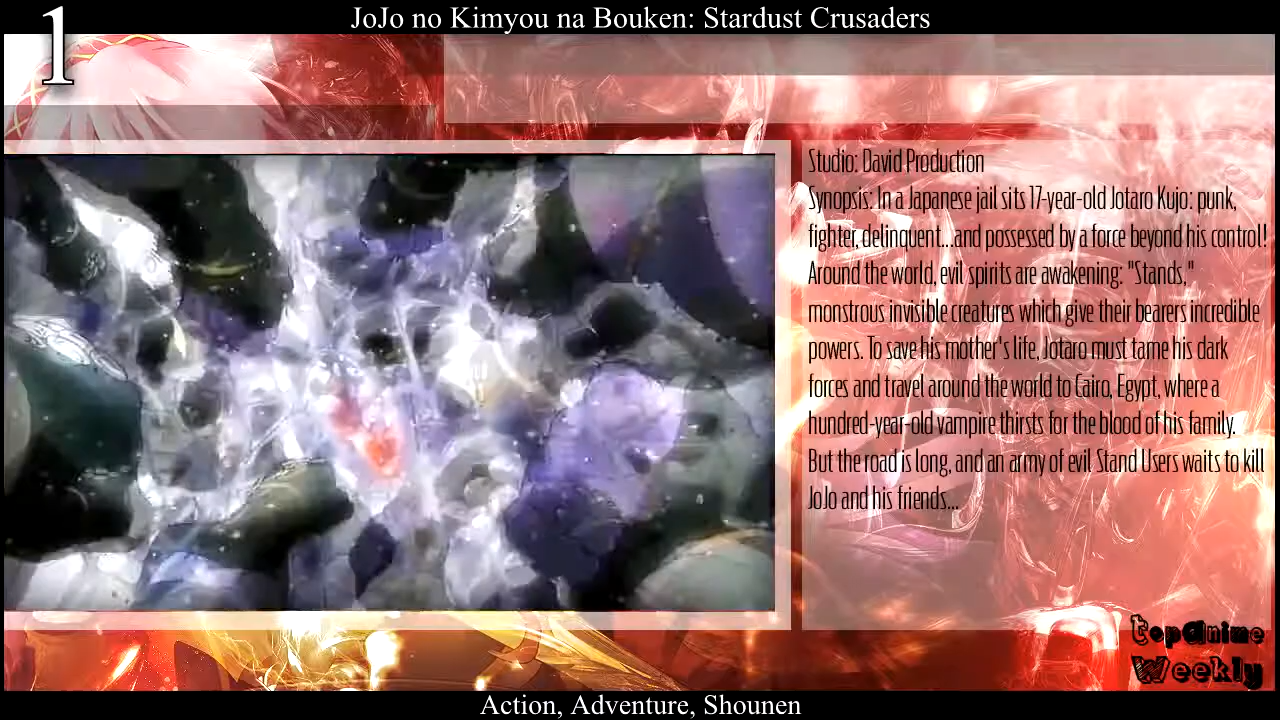 1
JoJo no Kimyou na Bouken: Stardust Crusaders
Studio: David Production
Synopsis: In a Japanese jail sits 17-year-old Jotaro Kujo: punk,
fighter, delinquent...and possessed by a force beyond his control!
Around the world, evil spirits are awakening: "Stands,"
monstrous invisible creatures which give their bearers incredible
powers. To save his mother's life, Jotaro must tame his dark
forces and travel around the world to Cairo, Egypt, where a
hundred-year-old vampire thirsts for the blood of his family.
But the road is long, and an army of evil Stand Users waits to kill
JoJo and his friends...
topanime
Weekly
Action, Adventure, Shounen